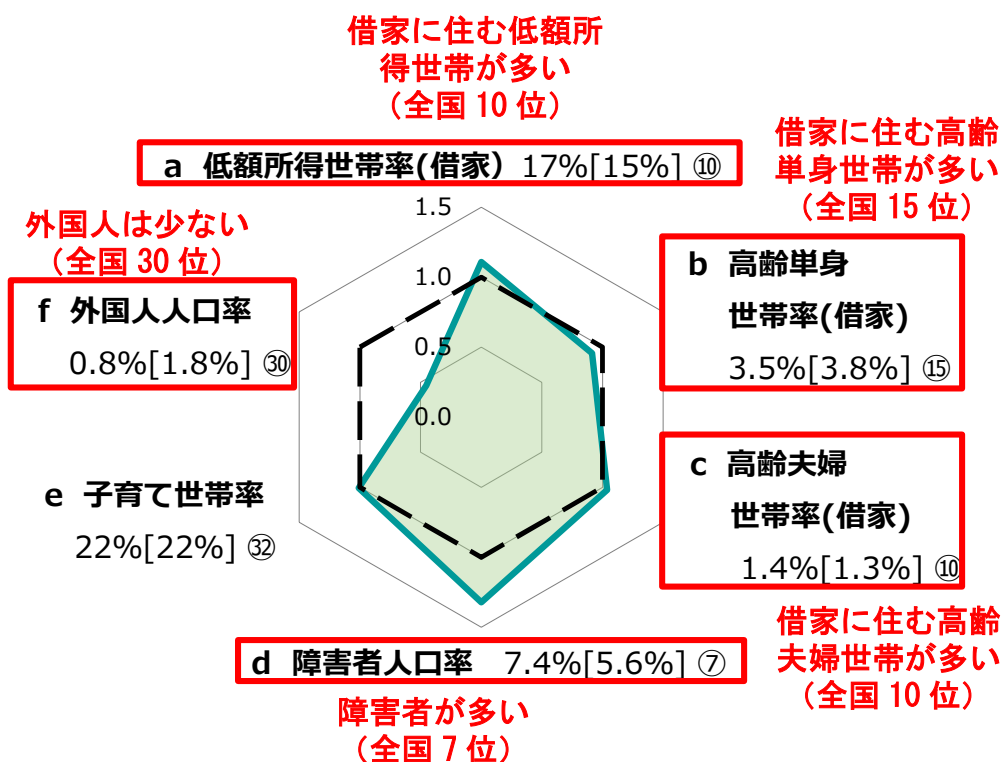 借家に住む低額所
得世帯が多い
（全国 10 位）
a 低額所得世帯率(借家) 17%[15%] ⑩
借家に住む高齢
単身世帯が多い
（全国 15 位）
外国人は少ない
（全国 30 位）
b 高齢単身
世帯率(借家)
3.5%[3.8%] ⑮
f 外国人人口率
0.8%[1.8%] ㉚
1.5
1.0
0.5
0.0
c 高齢夫婦
世帯率(借家)
1.4%[1.3%] ⑩
e 子育て世帯率
22%[22%] ㉜
借家に住む高齢
夫婦世帯が多い
（全国 10 位）
d 障害者人口率 7.4%[5.6%] ⑦
障害者が多い
（全国 7 位）